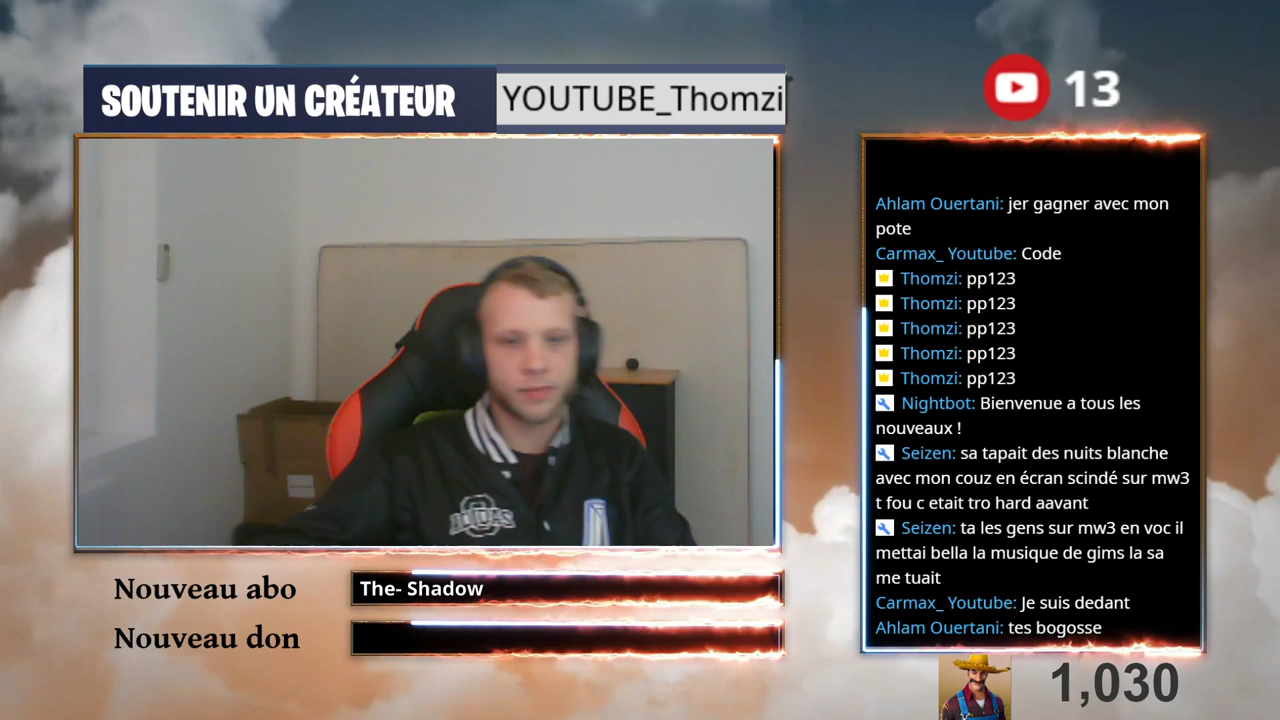 SOUTENIR UN CRÉATEUR
YOUTUBE_Thomzi
13
Ahlam Ouertani: jer gagner avec mon
pote
Carmax_ Youtube: Code
Thomzi: pp123
Thomzi: pp123
Thomzi: pp123
Thomzi: pp123
Thomzi: pp123
Nightbot: Bienvenue a tous les
nouveaux !
Seizen: sa tapait des nuits blanche
avec mon couz en écran scindé sur mw3
t fou c etait tro hard aavant
Seizen: ta les gens sur mw3 en voc il
mettai bella la musique de gims la sa
me tuait
Carmax_ Youtube: Je suis dedant
Ahlam Ouertani: tes bogosse
ADIDAS
Nouveau abo
The- Shadow
Nouveau don
1,030